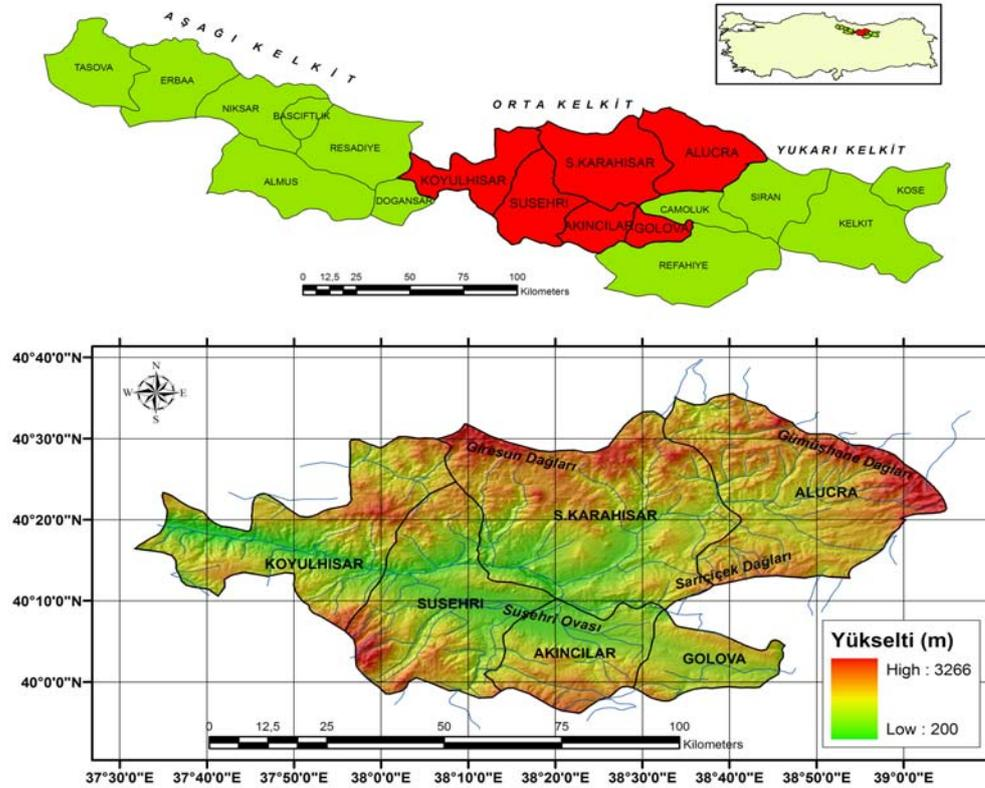 AŞAĞI KELKİT
TASOVA
ERBAA
NIKSAR
BASCIFTLIK
RESADIYE
ALMUS
DOGANSAR
ORTA KELKİT
KOYULHISAR
SUSEHRI
S.KARAHISAR
ALUCRA
AKINCILAR
GOLOVA
YUKARI KELKİT
CAMOLUK
SIRAN
KOSE
KELKIT
REFAHIYE
0 12,5 25 50 75 100
Kilometers
40°40'0"N
40°30'0"N
40°20'0"N
40°10'0"N
40°0'0"N
N
W E
S
Giresun Dağları
Gümüşhane Dağları
ALUCRA
S.KARAHISAR
KOYULHISAR
Sarıçiçek Dağları
SUSEHRI
Suşehri Ovası
AKINCILAR
GOLOVA
Yükselti (m)
High : 3266
Low : 200
0 12,5 25 50 75 100
Kilometers
37°30'0"E 37°40'0"E 37°50'0"E 38°0'0"E 38°10'0"E 38°20'0"E 38°30'0"E 38°40'0"E 38°50'0"E 39°0'0"E